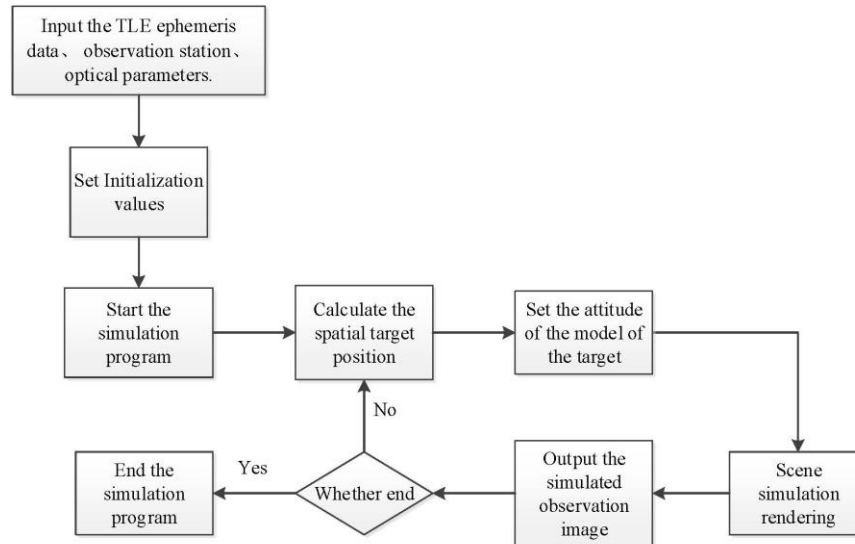 Input the TLE ephemeris
data、 observation station、
optical parameters.
Set Initialization
values
Start the
simulation
program
Calculate the
spatial target
position
Set the attitude
of the model of
the target
Scene
simulation
rendering
Output the
simulated
observation
image
Whether end
No
Yes
End the
simulation
program